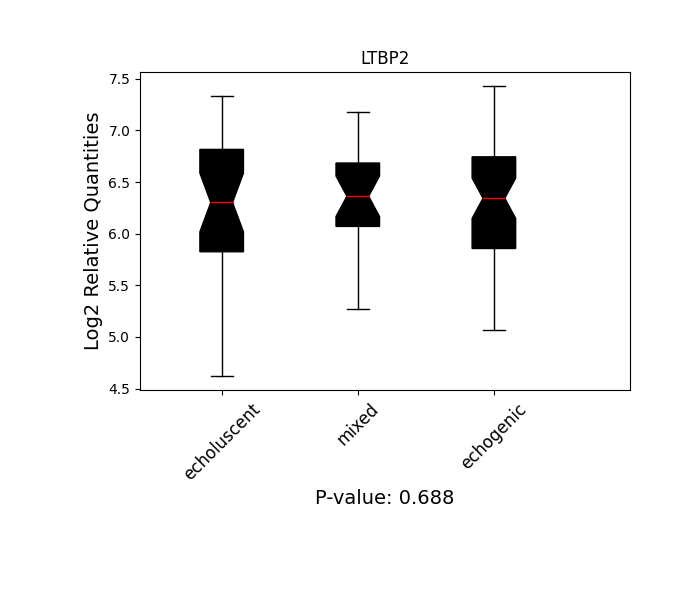 LTBP2
Log2 Relative Quantities
7.5
7.0
6.5
6.0
5.5
5.0
4.5
echoluscent
mixed
echogenic
P-value: 0.688